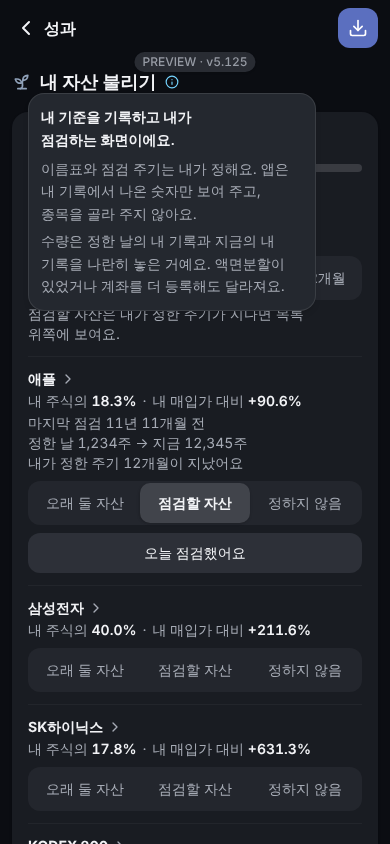 성과
PREVIEW · v5.125
내 자산 불리기
내 기준을 기록하고 내가
점검하는 화면이에요.
이름표와 점검 주기는 내가 정해요. 앱은
내 기록에서 나온 숫자만 보여 주고,
종목을 골라 주지 않아요.
수량은 정한 날의 내 기록과 지금의 내
기록을 나란히 놓은 거예요. 액면분할이
있었거나 계좌를 더 등록해도 달라져요.
개월
점검할 자산은 내가 정한 주기가 지나면 목록
위쪽에 보여요.
애플
내 주식의 18.3% · 내 매입가 대비 +90.6%
마지막 점검 11년 11개월 전
정한 날 1,234주 → 지금 12,345주
내가 정한 주기 12개월이 지났어요
오래 둘 자산 점검할 자산 정하지 않음
오늘 점검했어요
삼성전자
내 주식의 40.0% · 내 매입가 대비 +211.6%
오래 둘 자산 점검할 자산 정하지 않음
SK하이닉스
내 주식의 17.8% · 내 매입가 대비 +631.3%
오래 둘 자산 점검할 자산 정하지 않음